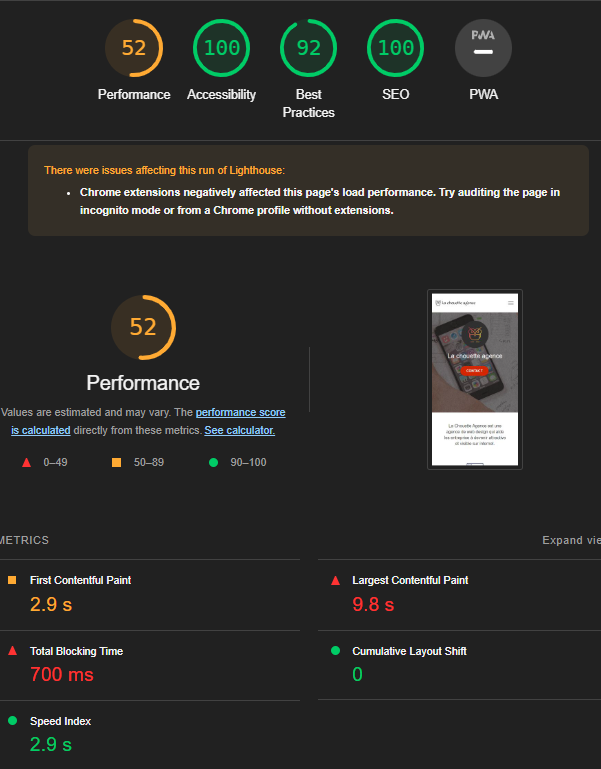 52
100
92
100
PWA
Performance
Accessibility
Best
Practices
SEO
PWA
There were issues affecting this run of Lighthouse:
• Chrome extensions negatively affected this page's load performance. Try auditing the page in
incognito mode or from a Chrome profile without extensions.
52
Performance
Values are estimated and may vary. The performance score
is calculated directly from these metrics. See calculator.
0–49
50–89
90–100
La chouette agence
La chouette agence
CONTACT
La Chouette Agence est une
agence de web design qui aide
les entreprise à devenir attractives
et visible sur internet.
METRICS
Expand vie
First Contentful Paint
2.9 s
Largest Contentful Paint
9.8 s
Total Blocking Time
700 ms
Cumulative Layout Shift
0
Speed Index
2.9 s